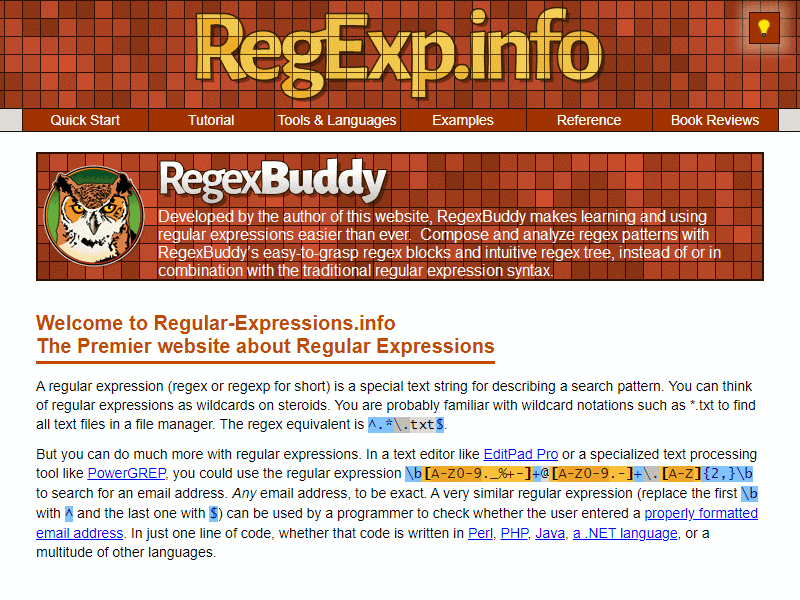 RegExp.info
Quick Start
Tutorial
Tools & Languages
Examples
Reference
Book Reviews
RegexBuddy
Developed by the author of this website, RegexBuddy makes learning and using
regular expressions easier than ever.  Compose and analyze regex patterns with
RegexBuddy's easy-to-grasp regex blocks and intuitive regex tree, instead of or in
combination with the traditional regular expression syntax.
Welcome to Regular-Expressions.info
The Premier website about Regular Expressions
A regular expression (regex or regexp for short) is a special text string for describing a search pattern. You can think
of regular expressions as wildcards on steroids. You are probably familiar with wildcard notations such as *.txt to find
all text files in a file manager. The regex equivalent is ^.*\.txt$.
But you can do much more with regular expressions. In a text editor like EditPad Pro or a specialized text processing
tool like PowerGREP, you could use the regular expression \b[A-Z0-9._%+-]+@[A-Z0-9.-]+\.[A-Z]{2,}\b
to search for an email address. Any email address, to be exact. A very similar regular expression (replace the first \b
with ^ and the last one with $) can be used by a programmer to check whether the user entered a properly formatted
email address. In just one line of code, whether that code is written in Perl, PHP, Java, a .NET language, or a
multitude of other languages.